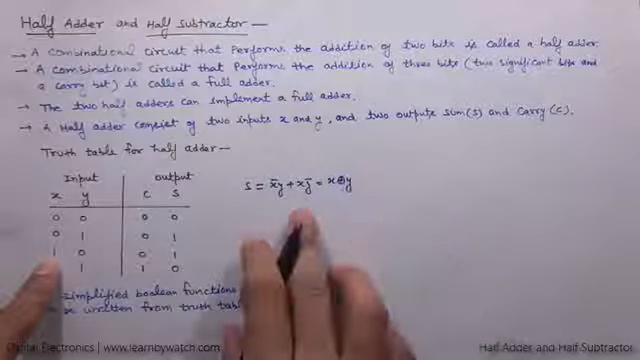 Half Adder and Half Subtractor —
→ A combinational circuit that performs the addition of two bits is called a half adder.
→ A combinational circuit that performs the addition of three bits (two significant bits and
a carry bit) is called a full adder.
→ The two half adders can implement a full adder.
→ A Half adder consist of two inputs x and y, and two outputs sum(s) and carry (c).
Truth table for half adder —
Input output
x y C S
0 0 0 0
0 1 0 1
1 0 0 1
1 1 0
S = x̄y + xȳ = x⊕y
simplified boolean functions
written from truth
Digital Electronics | www.learnbywatch.com
Half Adder and Half Subtractor